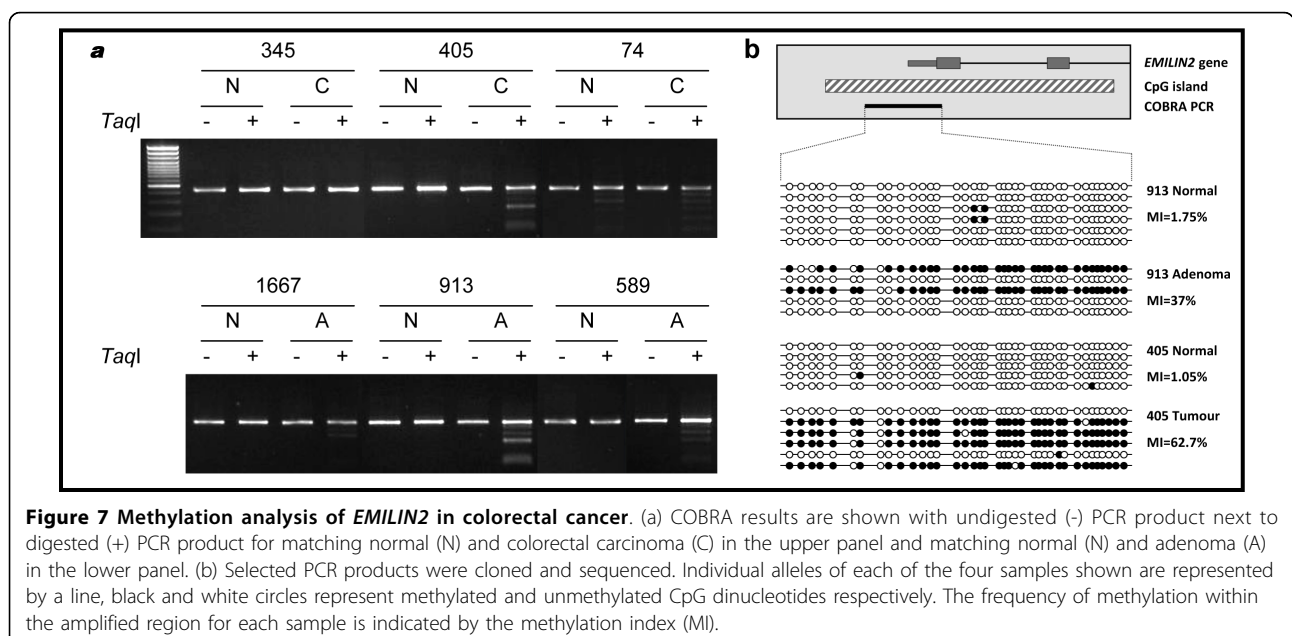 a
345 405 74
N C N C N C
TaqI - + - + - + - + - + - +
1667 913 589
N A N A N A
TaqI - + - + - + - + - + - +
b
EMILIN2 gene
CpG island
COBRA PCR
913 Normal
MI=1.75%
913 Adenoma
MI=37%
405 Normal
MI=1.05%
405 Tumour
MI=62.7%
Figure 7 Methylation analysis of EMILIN2 in colorectal cancer. (a) COBRA results are shown with undigested (-) PCR product next to
digested (+) PCR product for matching normal (N) and colorectal carcinoma (C) in the upper panel and matching normal (N) and adenoma (A)
in the lower panel. (b) Selected PCR products were cloned and sequenced. Individual alleles of each of the four samples shown are represented
by a line, black and white circles represent methylated and unmethylated CpG dinucleotides respectively. The frequency of methylation within
the amplified region for each sample is indicated by the methylation index (MI).